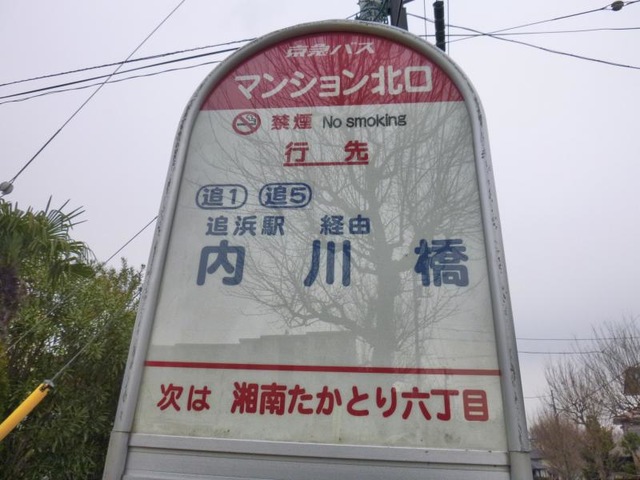 京急バス
マンション北口
禁煙 No smoking
行先
追1 追5
追浜駅 経由
内川橋
次は 湘南たかとり六丁目